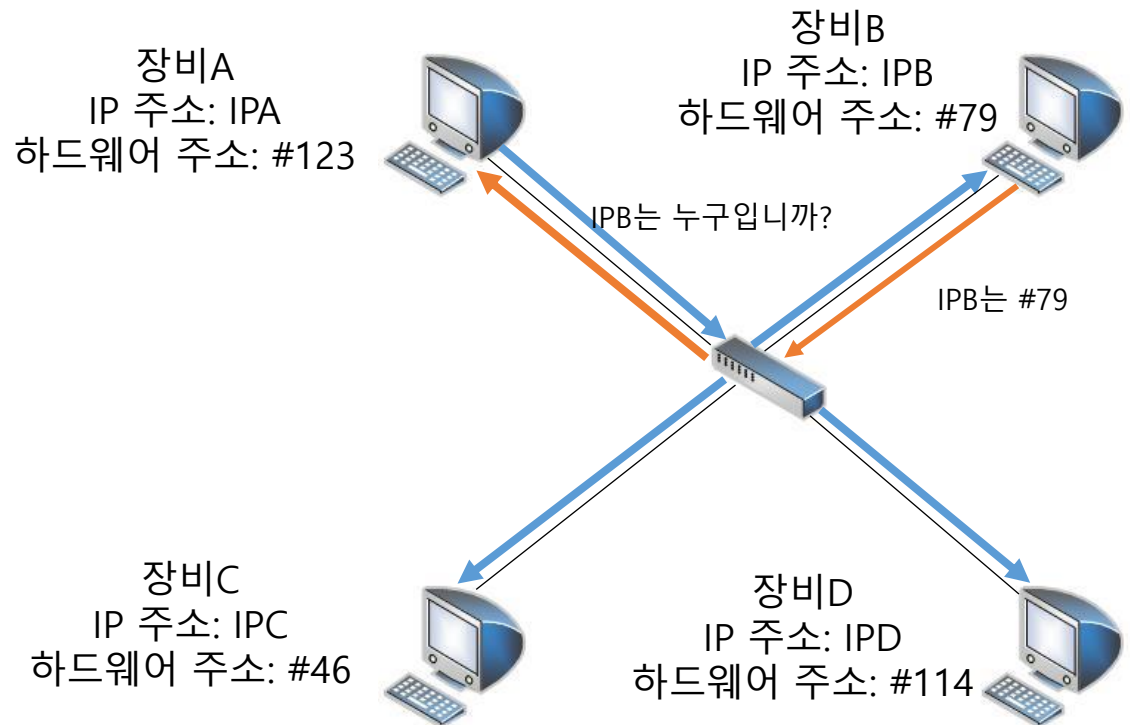 장비A
IP 주소: IPA
하드웨어 주소: #123
장비B
IP 주소: IPB
하드웨어 주소: #79
IPB는 누구입니까?
IPB는 #79
장비C
IP 주소: IPC
하드웨어 주소: #46
장비D
IP 주소: IPD
하드웨어 주소: #114